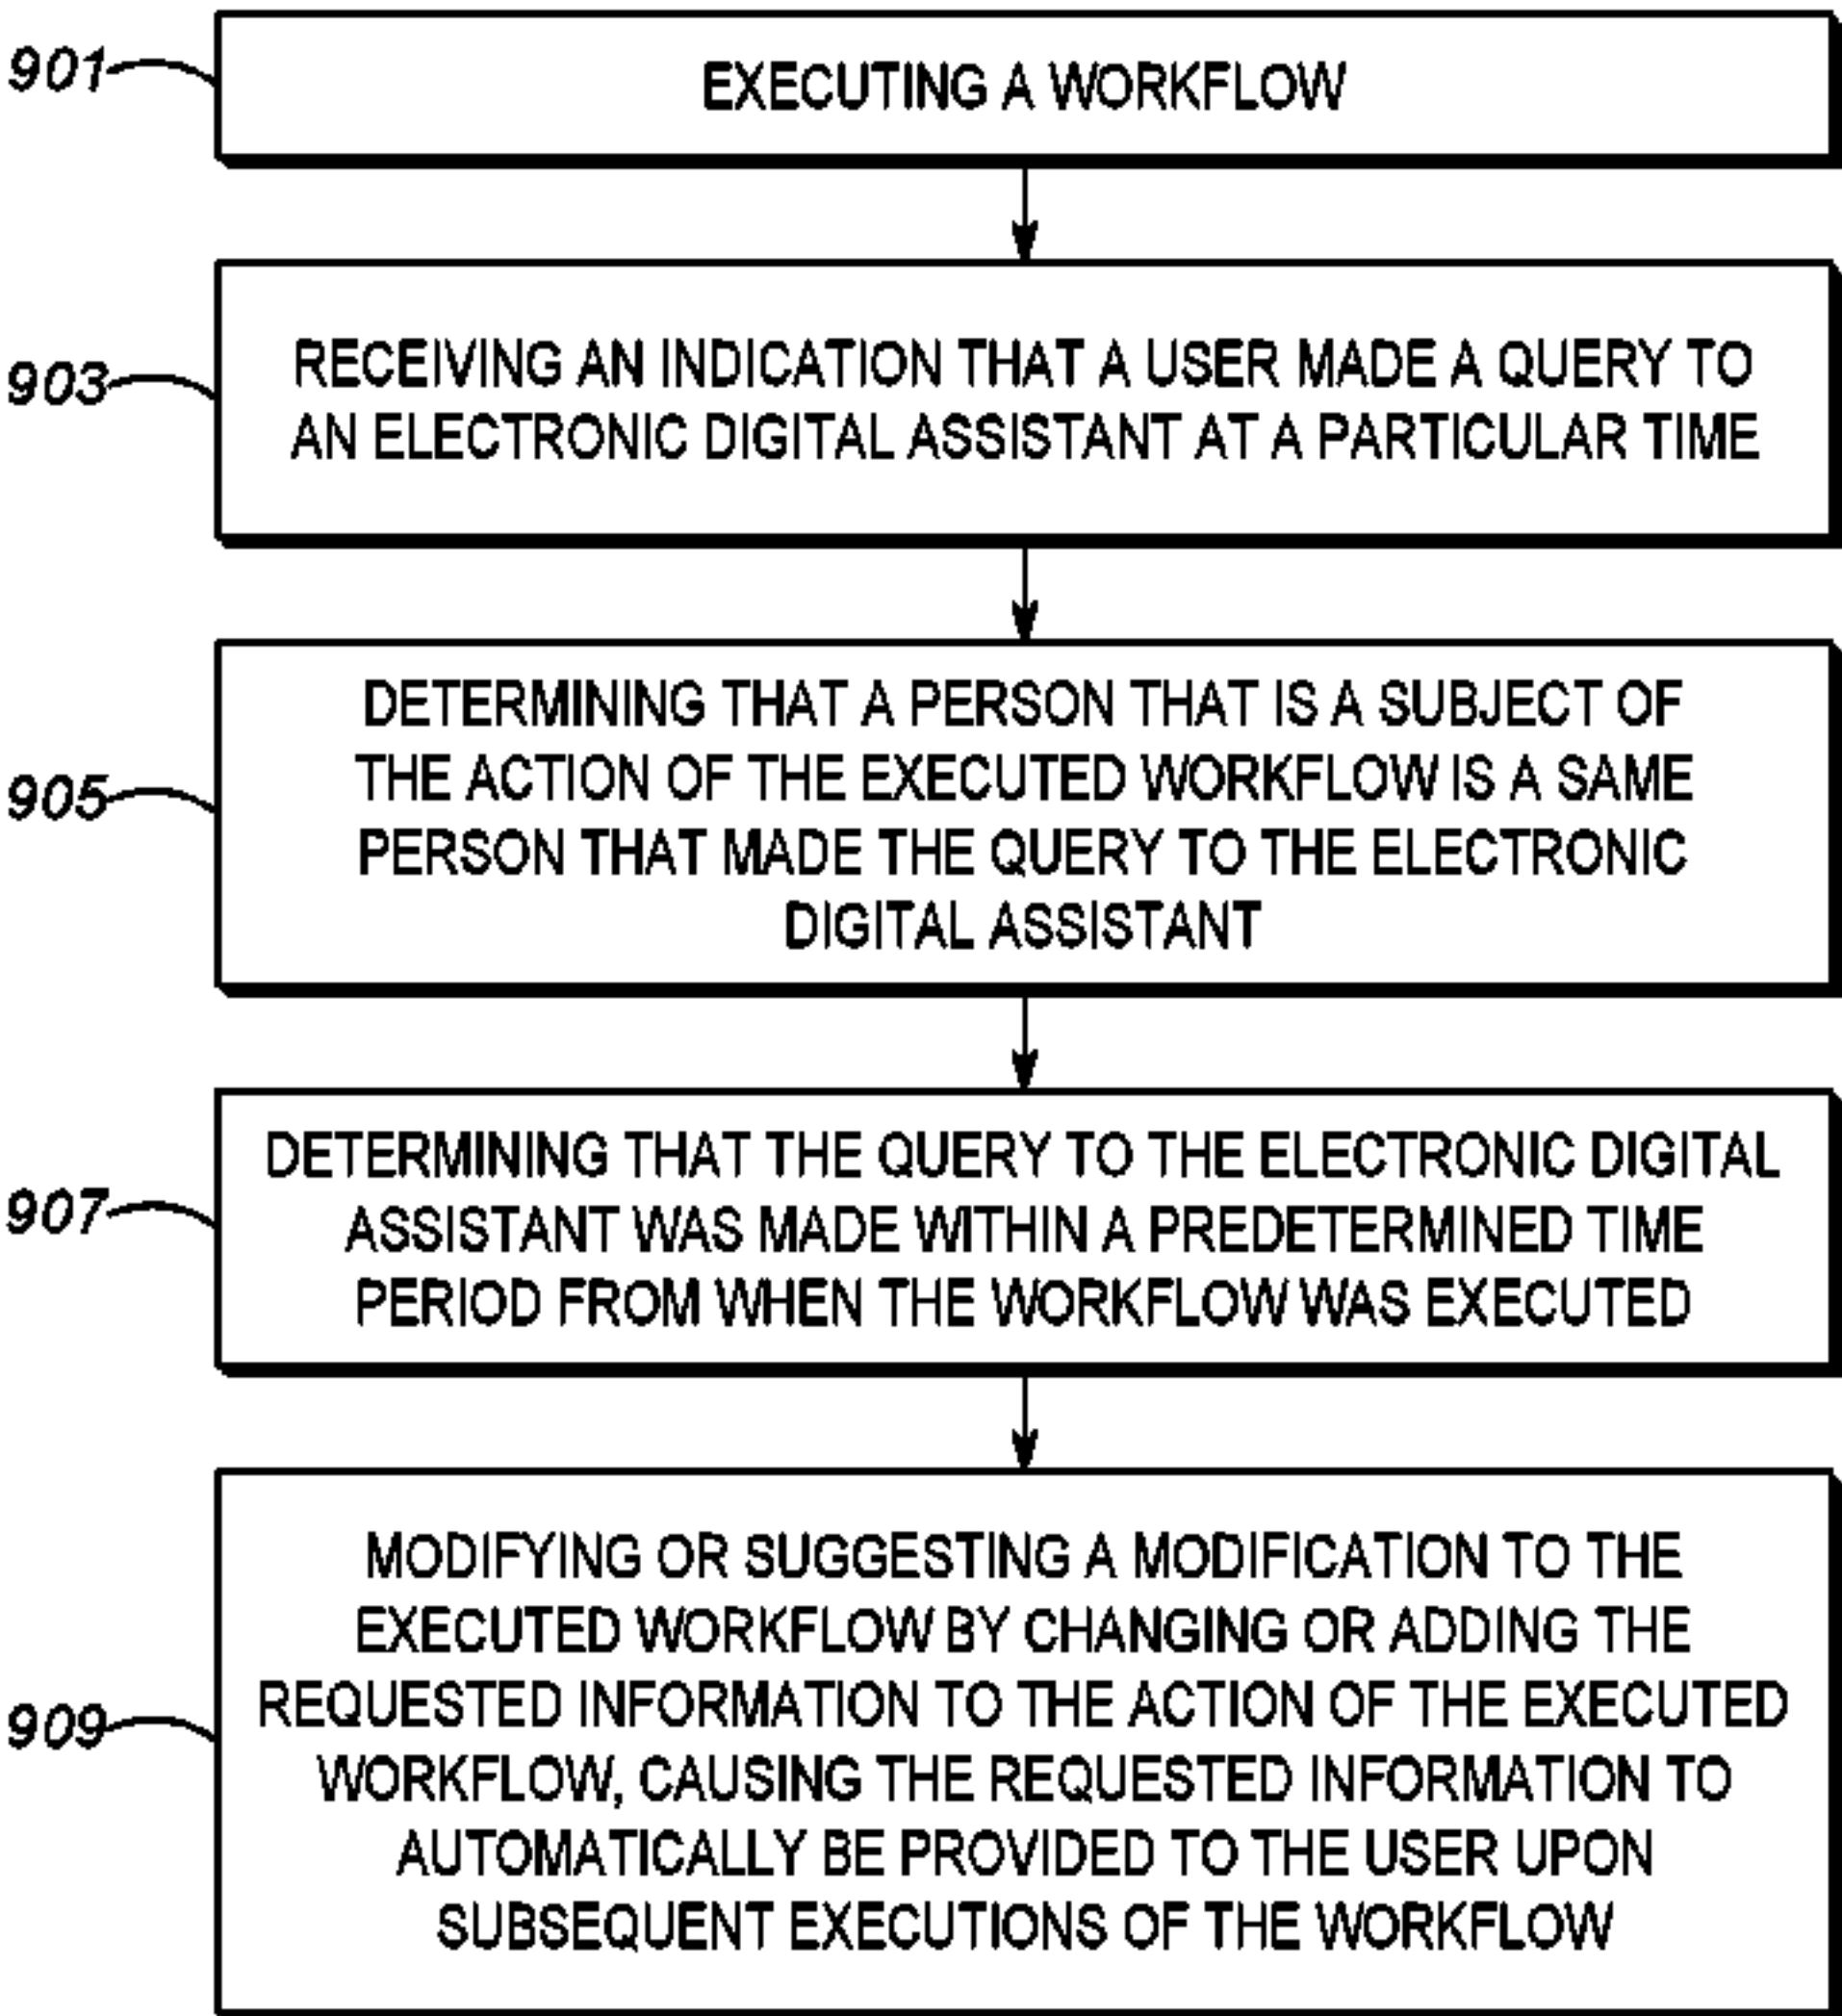 901
EXECUTING A WORKFLOW
903
RECEIVING AN INDICATION THAT A USER MADE A QUERY TO
AN ELECTRONIC DIGITAL ASSISTANT AT A PARTICULAR TIME
905
DETERMINING THAT A PERSON THAT IS A SUBJECT OF
THE ACTION OF THE EXECUTED WORKFLOW IS A SAME
PERSON THAT MADE THE QUERY TO THE ELECTRONIC
DIGITAL ASSISTANT
907
DETERMINING THAT THE QUERY TO THE ELECTRONIC DIGITAL
ASSISTANT WAS MADE WITHIN A PREDETERMINED TIME
PERIOD FROM WHEN THE WORKFLOW WAS EXECUTED
909
MODIFYING OR SUGGESTING A MODIFICATION TO THE
EXECUTED WORKFLOW BY CHANGING OR ADDING THE
REQUESTED INFORMATION TO THE ACTION OF THE EXECUTED
WORKFLOW, CAUSING THE REQUESTED INFORMATION TO
AUTOMATICALLY BE PROVIDED TO THE USER UPON
SUBSEQUENT EXECUTIONS OF THE WORKFLOW